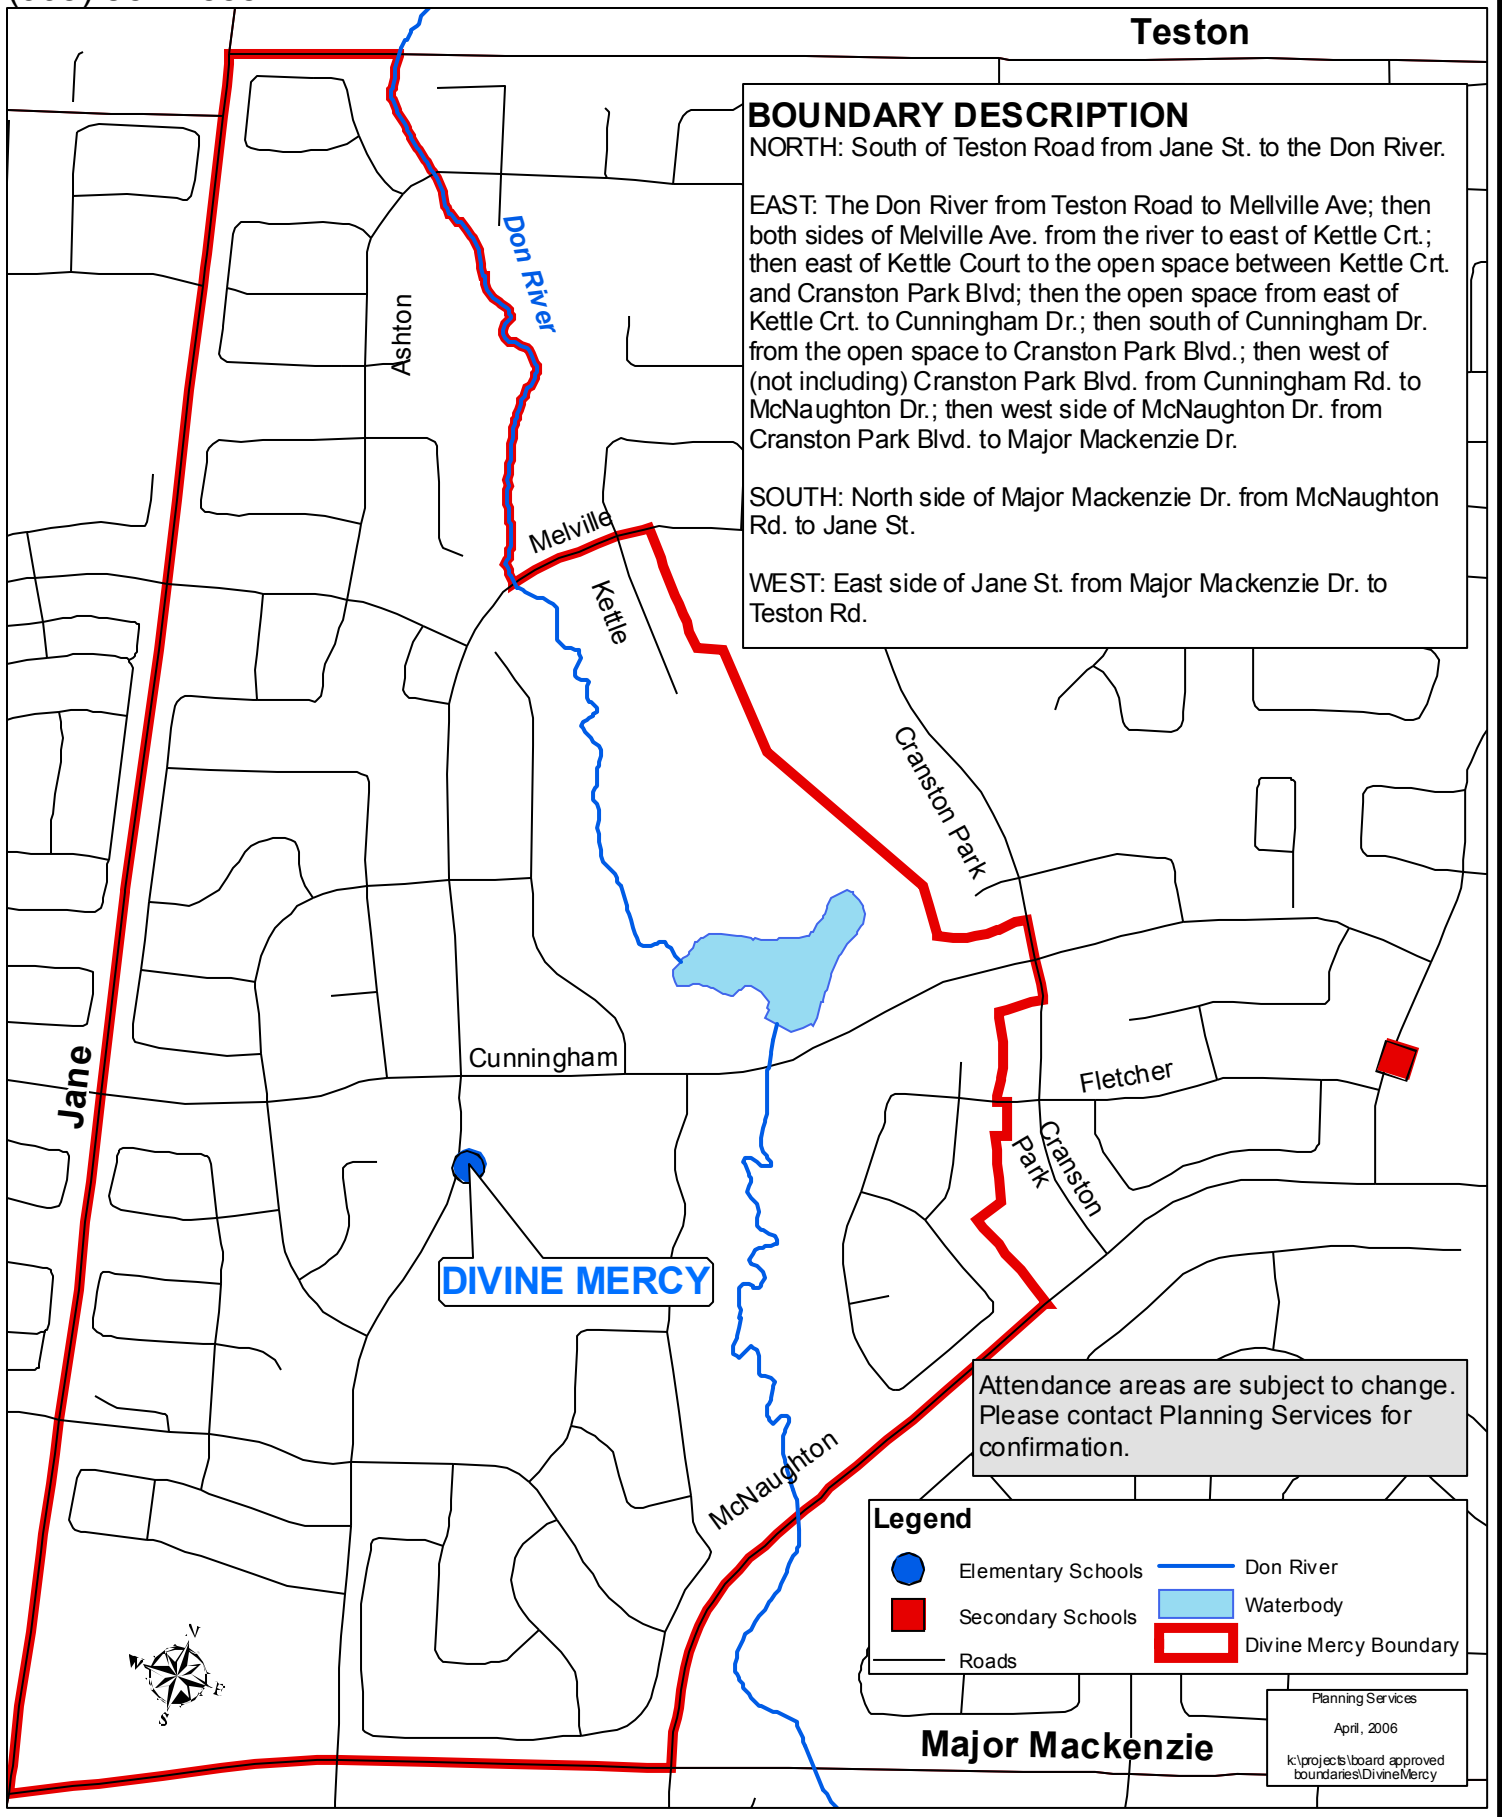 Teston
BOUNDARY DESCRIPTION
NORTH: South of Teston Road from Jane St. to the Don River.
EAST: The Don River from Teston Road to Mellville Ave; then
both sides of Melville Ave. from the river to east of Kettle Crt.;
then east of Kettle Court to the open space between Kettle Crt.
and Cranston Park Blvd; then the open space from east of
Kettle Crt. to Cunningham Dr.; then south of Cunningham Dr.
from the open space to Cranston Park Blvd.; then west of
(not including) Cranston Park Blvd. from Cunningham Rd. to
McNaughton Dr.; then west side of McNaughton Dr. from
Cranston Park Blvd. to Major Mackenzie Dr.
SOUTH: North side of Major Mackenzie Dr. from McNaughton
Rd. to Jane St.
WEST: East side of Jane St. from Major Mackenzie Dr. to
Teston Rd.
Don River
Ashton
Melville
Kettle
Cranston Park
Cunningham
Fletcher
Jane
Cranston
Park
DIVINE MERCY
McNaughton
Attendance areas are subject to change.
Please contact Planning Services for
confirmation.
Legend
Elementary Schools
Don River
Secondary Schools
Waterbody
Roads
Divine Mercy Boundary
N
W
E
S
Major Mackenzie
Planning Services
April, 2006
k:\projects\board approved
boundaries\DivineMercy